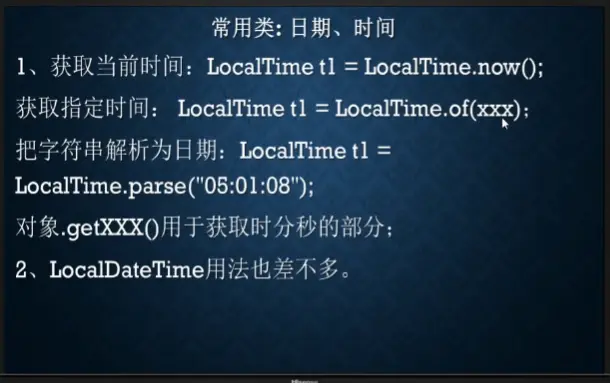 常用类: 日期、时间
1、获取当前时间：LocalTime t1 = LocalTime.now();
获取指定时间： LocalTime t1 = LocalTime.of(xxx);
把字符串解析为日期：LocalTime t1 =
LocalTime.parse("05:01:08");
对象.getXXX()用于获取时分秒的部分；
2、LocalDateTime用法也差不多。